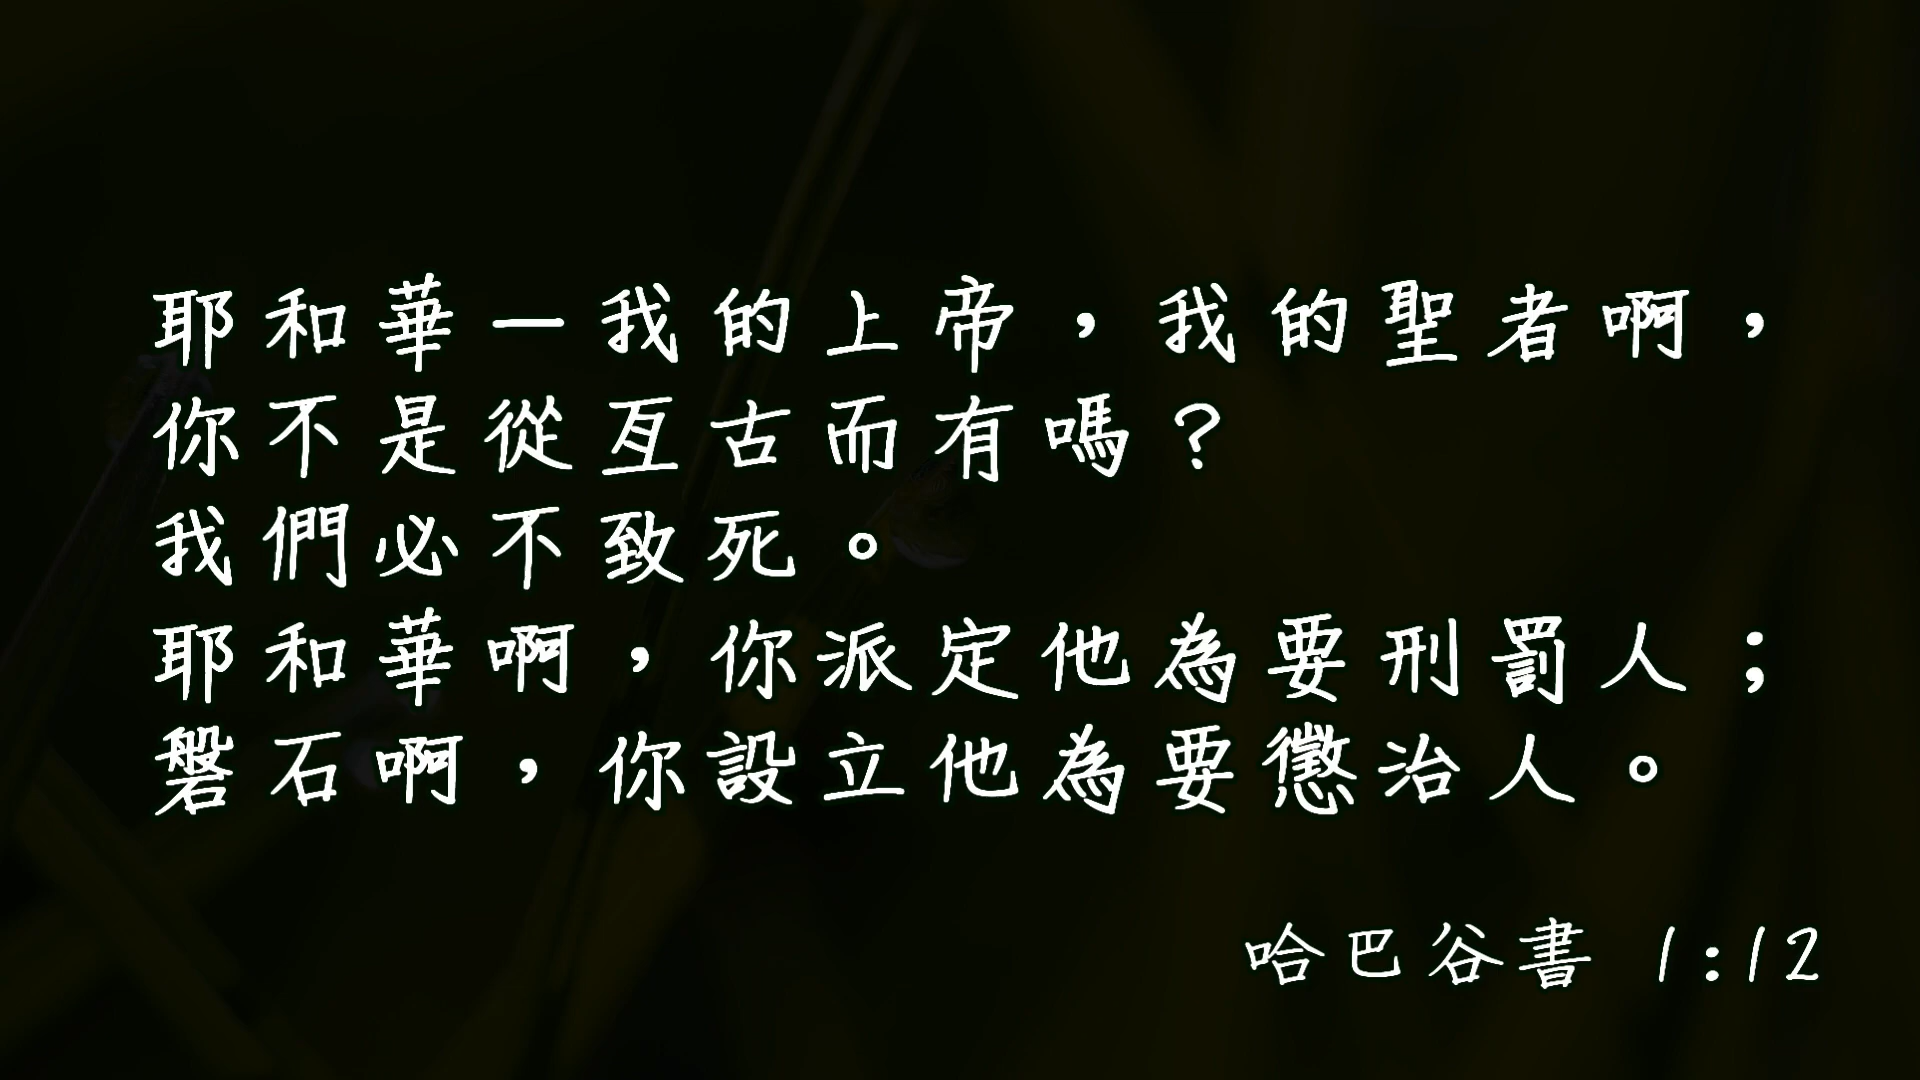 耶和華－我的上帝，我的聖者啊，
你不是從亙古而有嗎？
我們必不致死。
耶和華啊，你派定他為要刑罰人；
磐石啊，你設立他為要懲治人。
哈巴谷書 1:12